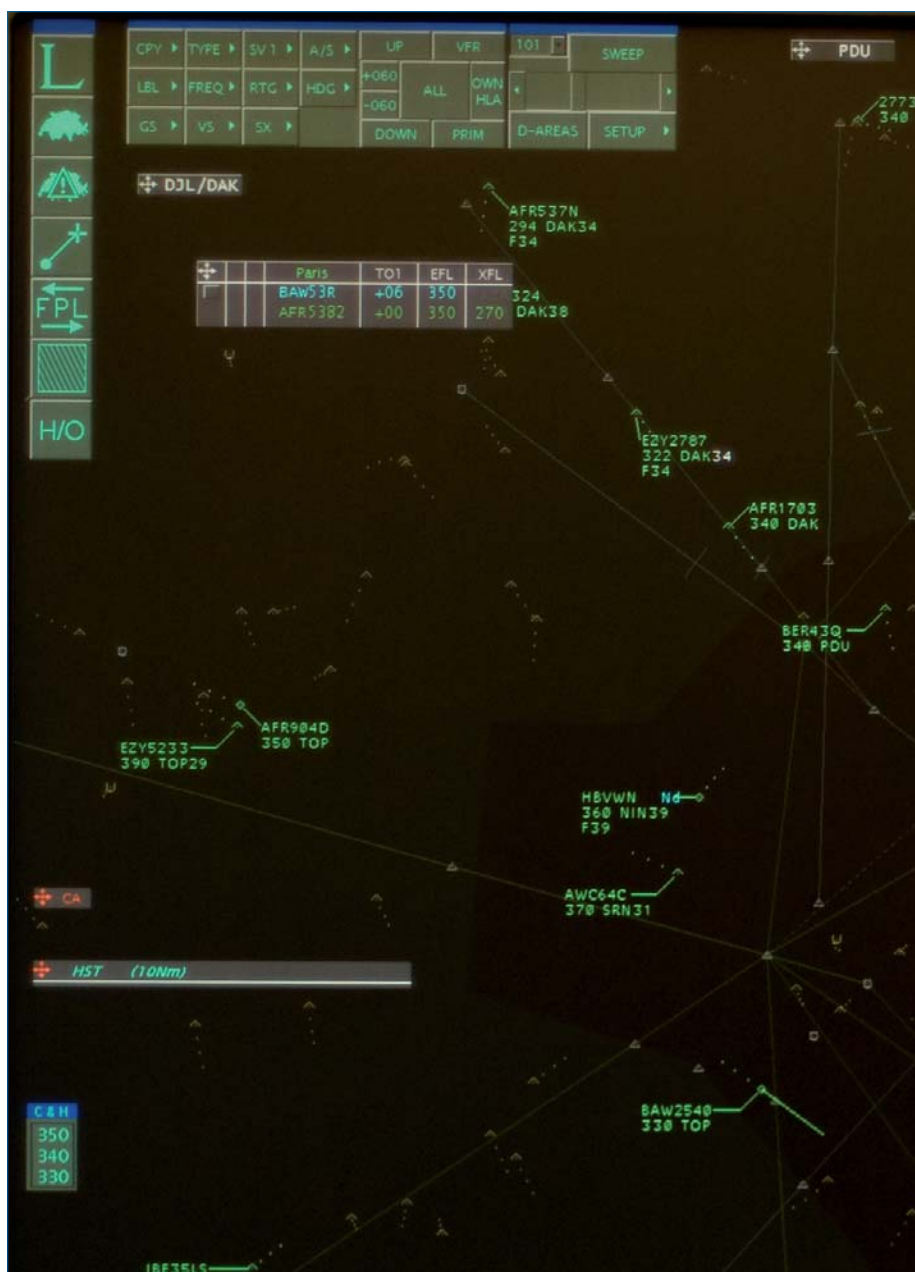 L
CPY TYPE SV 1 A/S UP VFR 101 SWEEP
PDU
LBL FREQ RTG HDG +060 -060 ALL OWN HLA
GS VS SX DOWN PRIM D-AREAS SETUP
2773
340
DJL/DAK
AFR537N
294 DAK34
F34
Paris TO1 EFL XFL
BAW53R +06 350
324
AFR5382 +00 350 270
DAK38
FPL
H/O
EZY2787
322 DAK34
F34
AFR1703
340 DAK
BER43Q
340 PDU
AFR904D
350 TOP
EZY5233
390 TOP29
HBVWN Nd
360 NIN39
F39
AWC64C
370 SRN31
CA
HST (10Nm)
BAW2540
330 TOP
C & H
350
340
330
IBE35LS